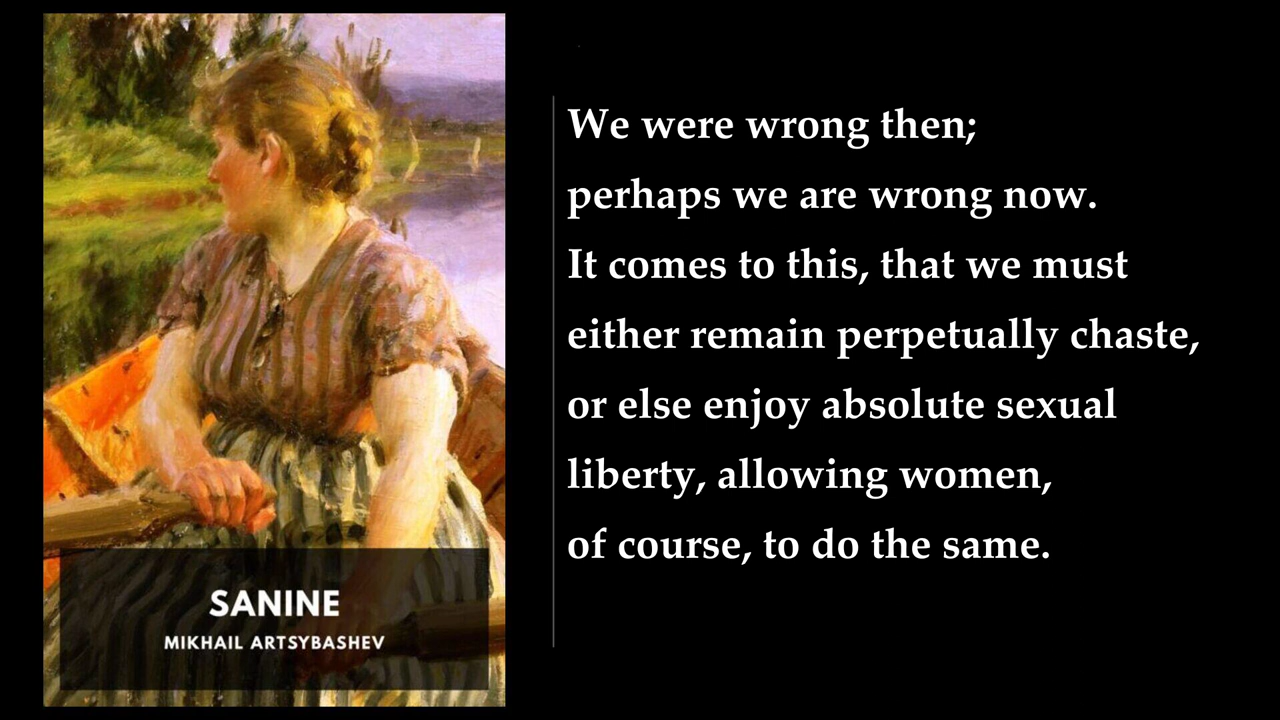 SANINE
MIKHAIL ARTSYBASHEV
We were wrong then;
perhaps we are wrong now.
It comes to this, that we must
either remain perpetually chaste,
or else enjoy absolute sexual
liberty, allowing women,
of course, to do the same.